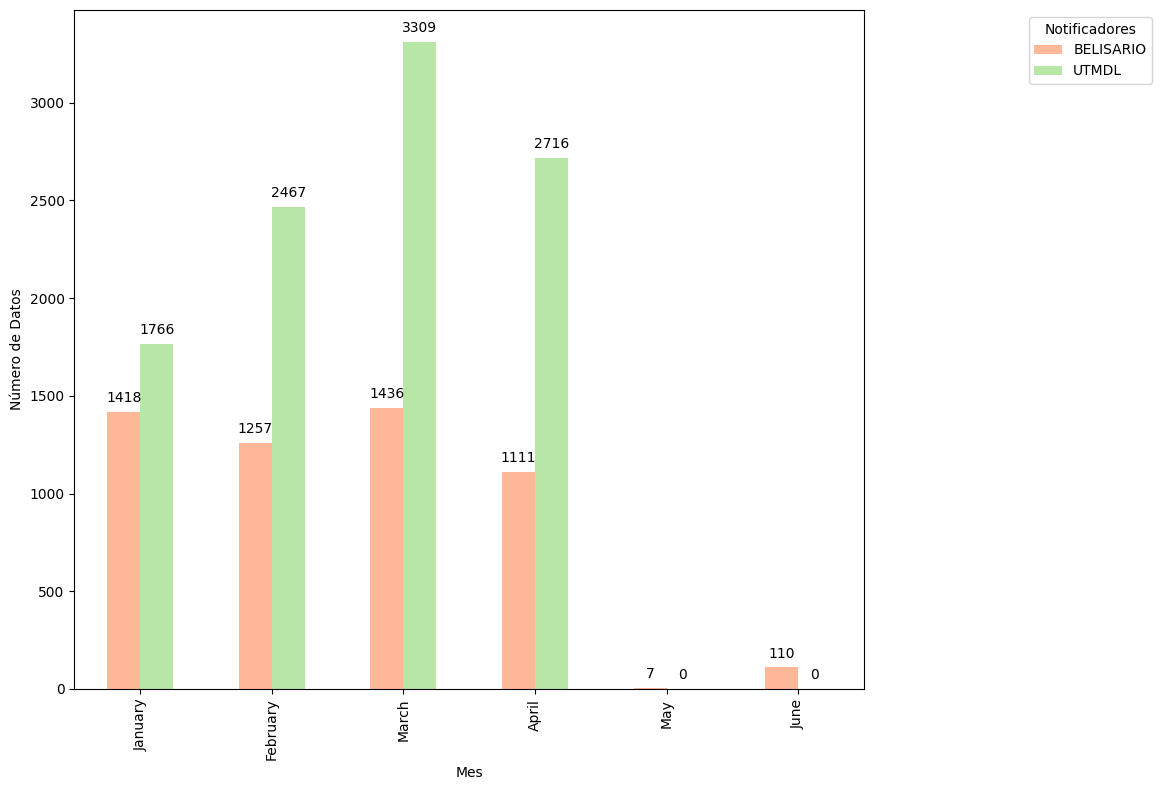 Notificadores
BELISARIO
UTMDL
Número de Datos
3000
2500
2000
1500
1000
500
0
1418
1766
1257
2467
1436
3309
1111
2716
7
0
110
0
January
February
March
April
May
June
Mes